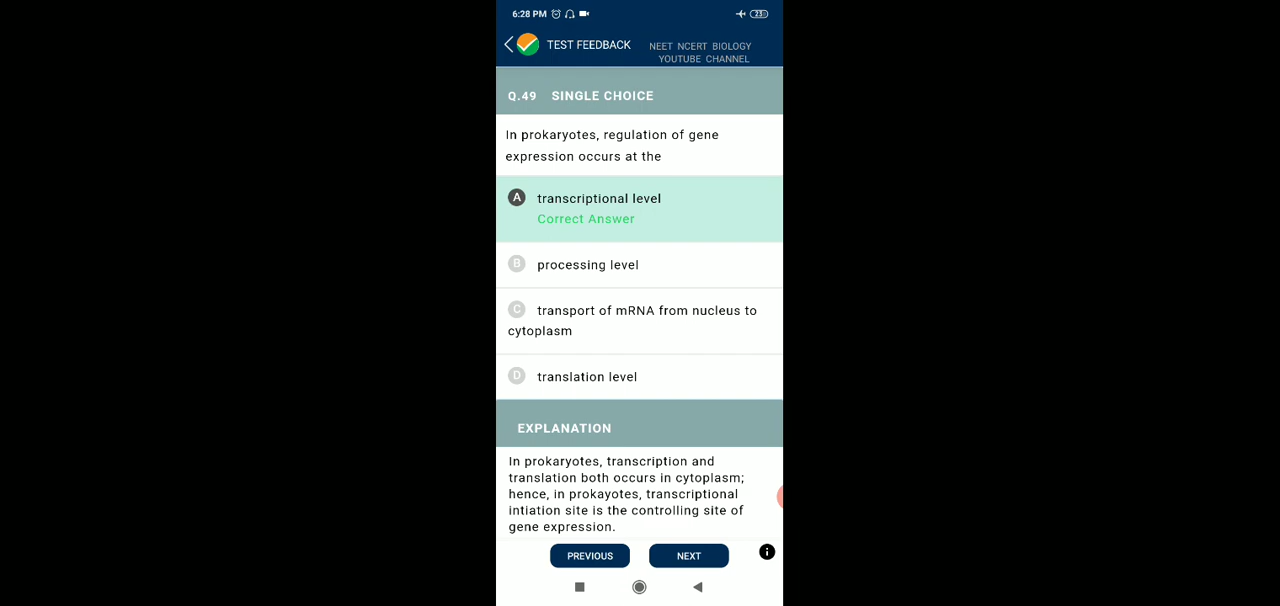 6:28 PM 23
TEST FEEDBACK NEET NCERT BIOLOGY
YOUTUBE CHANNEL
Q.49 SINGLE CHOICE
In prokaryotes, regulation of gene
expression occurs at the
A transcriptional level
Correct Answer
B processing level
C transport of mRNA from nucleus to
cytoplasm
D translation level
EXPLANATION
In prokaryotes, transcription and
translation both occurs in cytoplasm;
hence, in prokayotes, transcriptional
intiation site is the controlling site of
gene expression.
PREVIOUS NEXT i